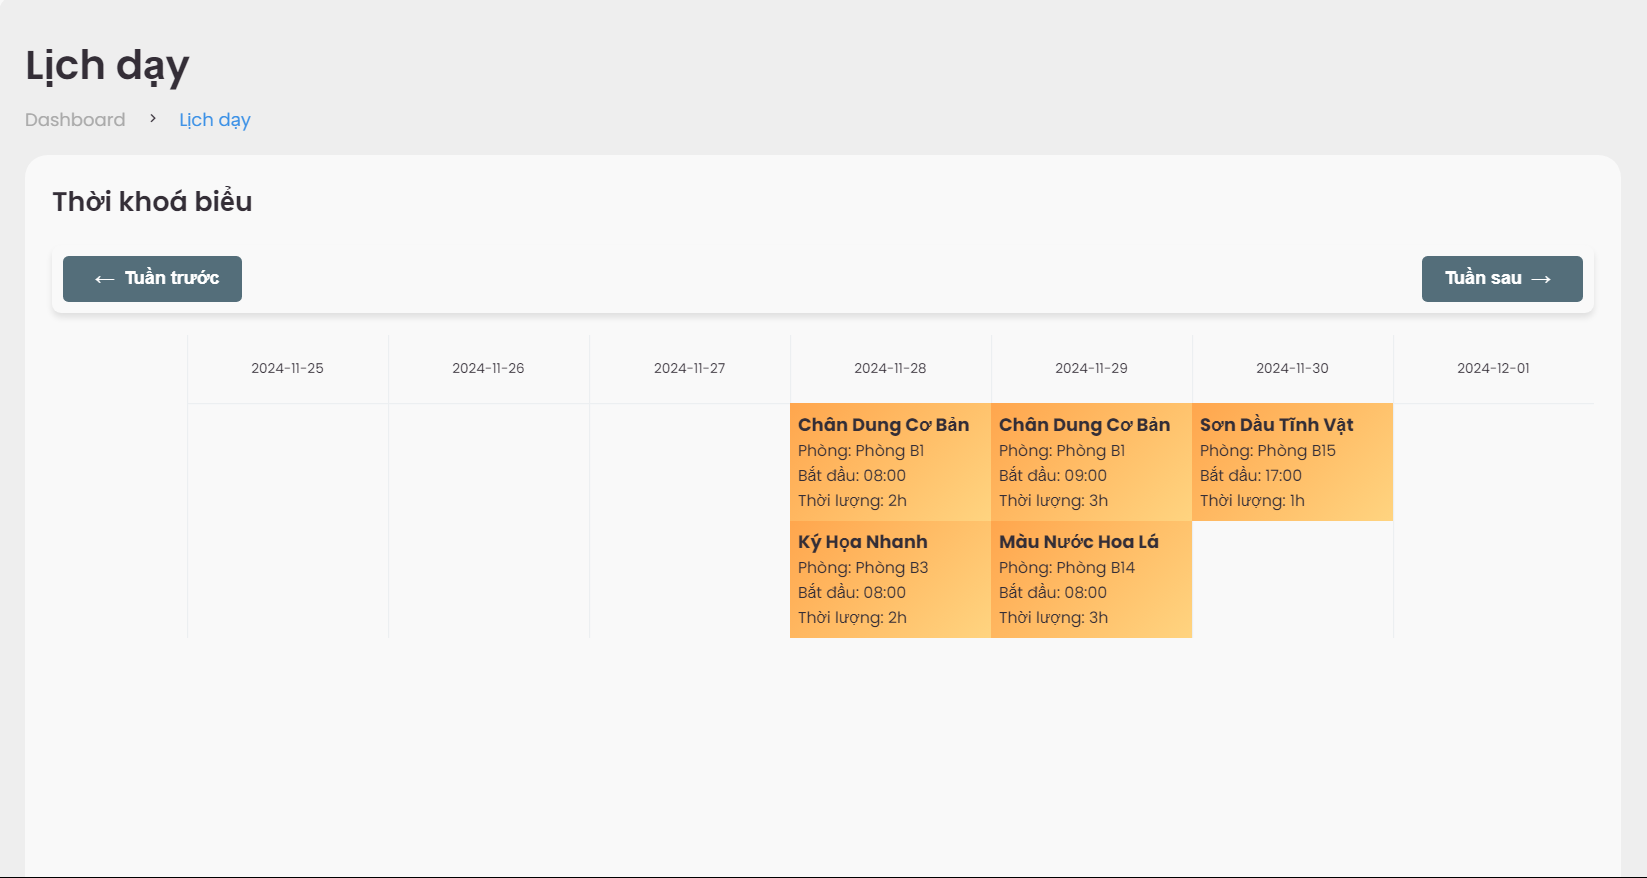 Lịch dạy
Dashboard > Lịch dạy
Thời khoá biểu
← Tuần trước
Tuần sau →
2024-11-25
2024-11-26
2024-11-27
2024-11-28
2024-11-29
2024-11-30
2024-12-01
Chân Dung Cơ Bản
Phòng: Phòng B1
Bắt đầu: 08:00
Thời lượng: 2h
Ký Họa Nhanh
Phòng: Phòng B3
Bắt đầu: 08:00
Thời lượng: 2h
Chân Dung Cơ Bản
Phòng: Phòng B1
Bắt đầu: 09:00
Thời lượng: 3h
Màu Nước Hoa Lá
Phòng: Phòng B14
Bắt đầu: 08:00
Thời lượng: 3h
Sơn Dầu Tĩnh Vật
Phòng: Phòng B15
Bắt đầu: 17:00
Thời lượng: 1h